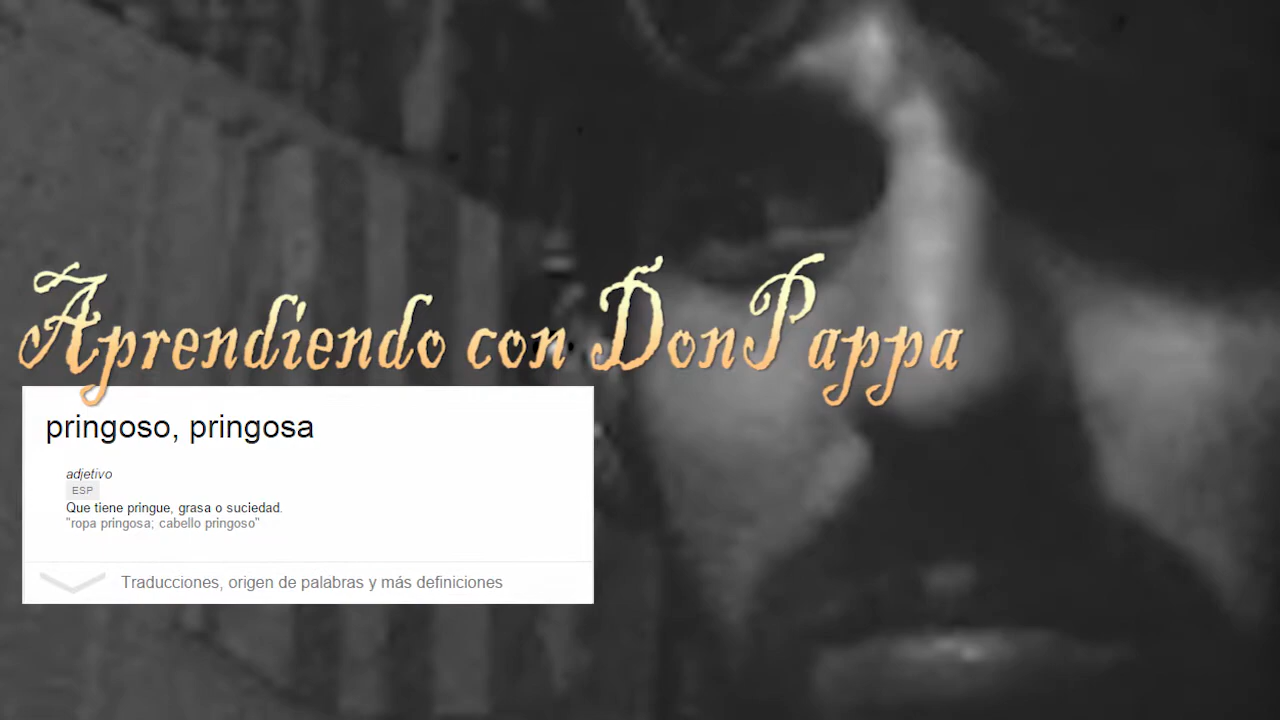 Aprendiendo con DonPappa
pringoso, pringosa
adjetivo
ESP
Que tiene pringue, grasa o suciedad.
"ropa pringosa; cabello pringoso"
Traducciones, origen de palabras y más definiciones